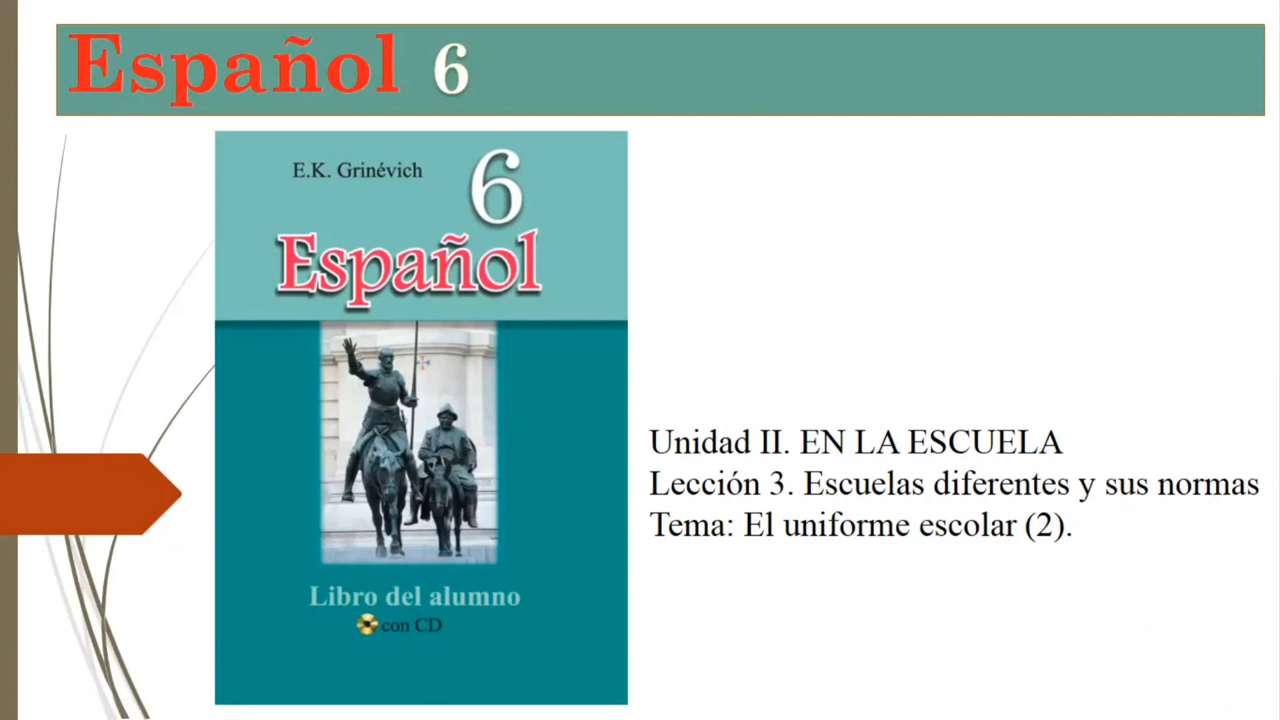 Español 6
E.K. Grinévich
6
Español
Libro del alumno
con CD
Unidad II. EN LA ESCUELA
Lección 3. Escuelas diferentes y sus normas
Tema: El uniforme escolar (2).